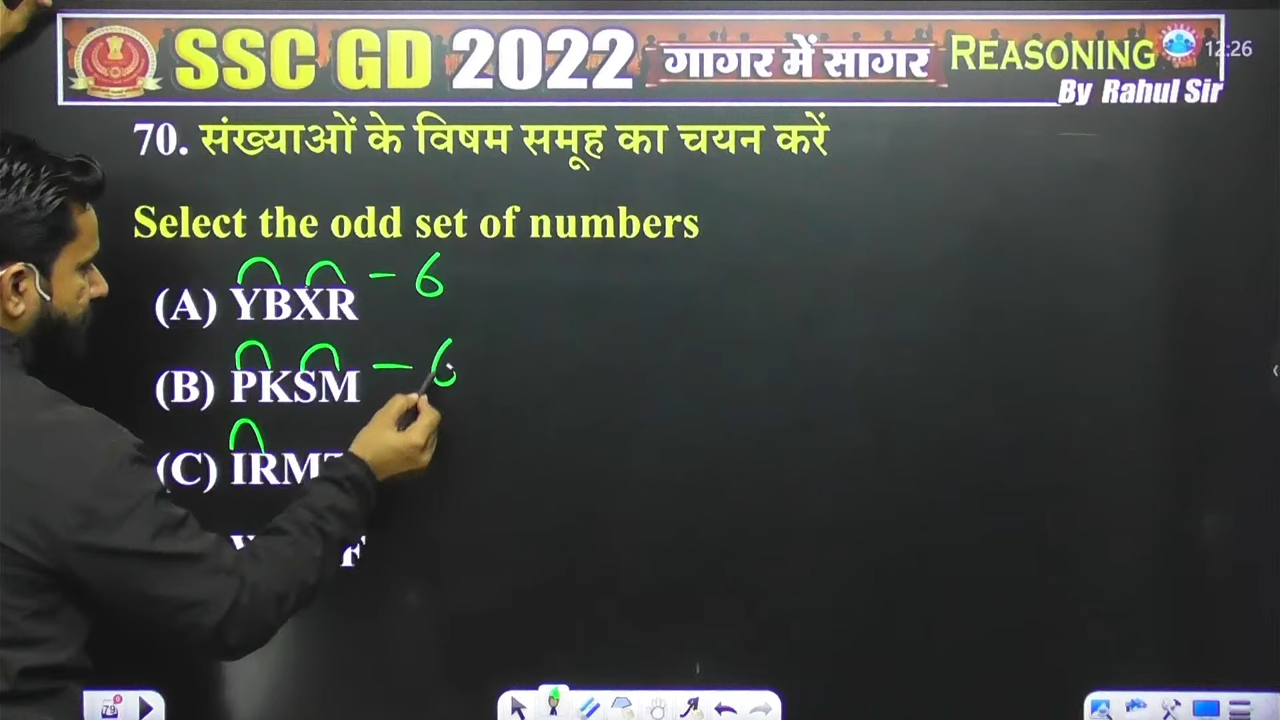 SSC GD 2022 गागर में सागर REASONING 12:26
By Rahul Sir
70. संख्याओं के विषम समूह का चयन करें
Select the odd set of numbers
(A) YBXR - 6
(B) PKSM - 6
(C) IRM
79